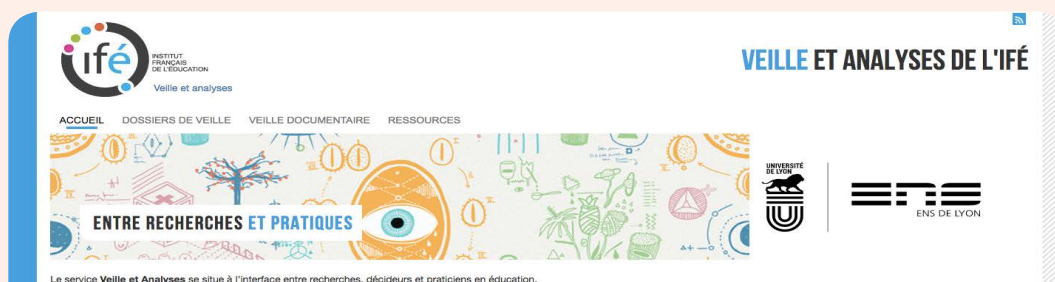 ifé
INSTITUT
FRANÇAIS
DE L'ÉDUCATION
Veille et analyses
VEILLE ET ANALYSES DE L'IFÉ
ACCUEIL DOSSIERS DE VEILLE VEILLE DOCUMENTAIRE RESSOURCES
ENTRE RECHERCHES ET PRATIQUES
UNIVERSITÉ
DE LYON
ENS
ENS DE LYON
Le service Veille et Analyses se situe à l'interface entre recherches, décideurs et praticiens en éducation.